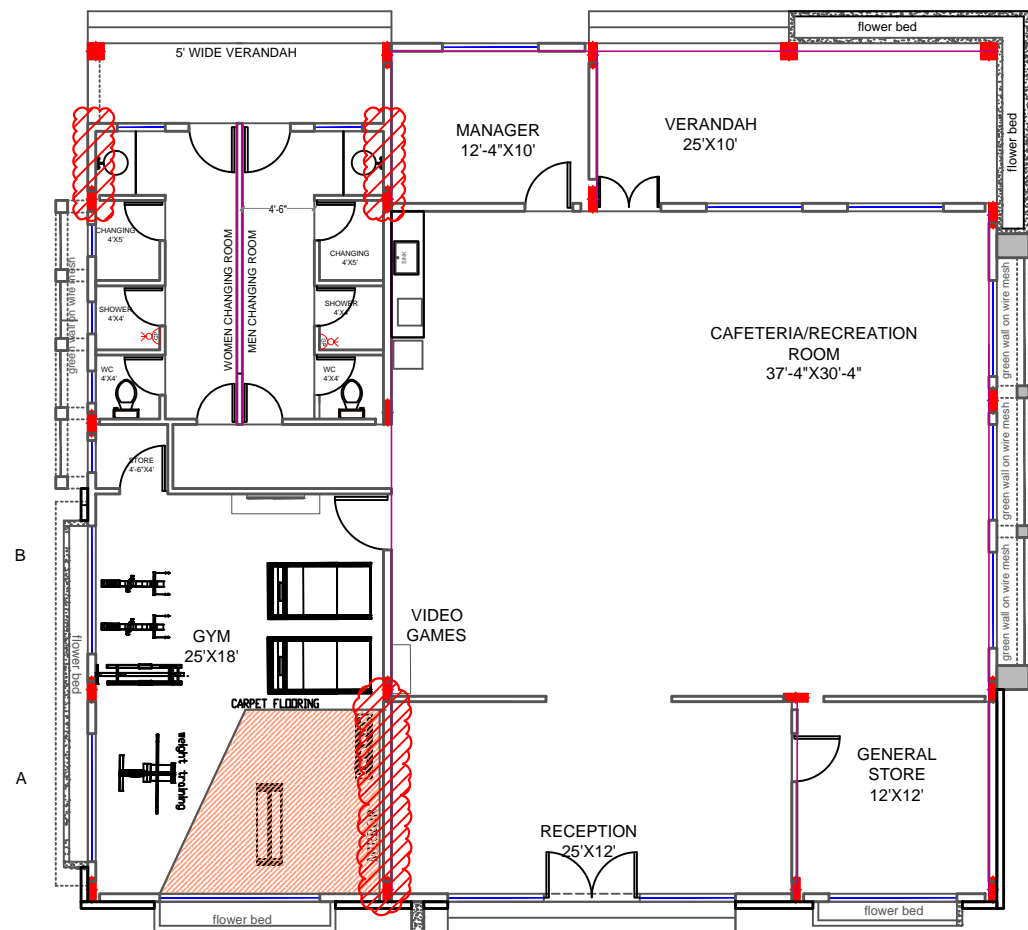 flower bed
5' WIDE VERANDAH
flower bed
MANAGER
12'-4"X10'
VERANDAH
25'X10'
4'-6"
CHANGING
4'X5'
CHANGING
4'X5'
SINK
WOMEN CHANGING ROOM
MEN CHANGING ROOM
green wall on wire mesh
green wall on wire mesh
SHOWER
4'X4'
SHOWER
4'X4'
CAFETERIA/RECREATION
ROOM
37'-4"X30'-4"
WC
4'X4'
WC
4'X4'
green wall on wire mesh
STORE
4'-6"X4'
B
green wall on wire mesh
VIDEO
GAMES
GYM
25'X18'
flower bed
CARPET FLOORING
weight training
A
GENERAL
STORE
12'X12'
RECEPTION
25'X12'
flower bed
flower bed